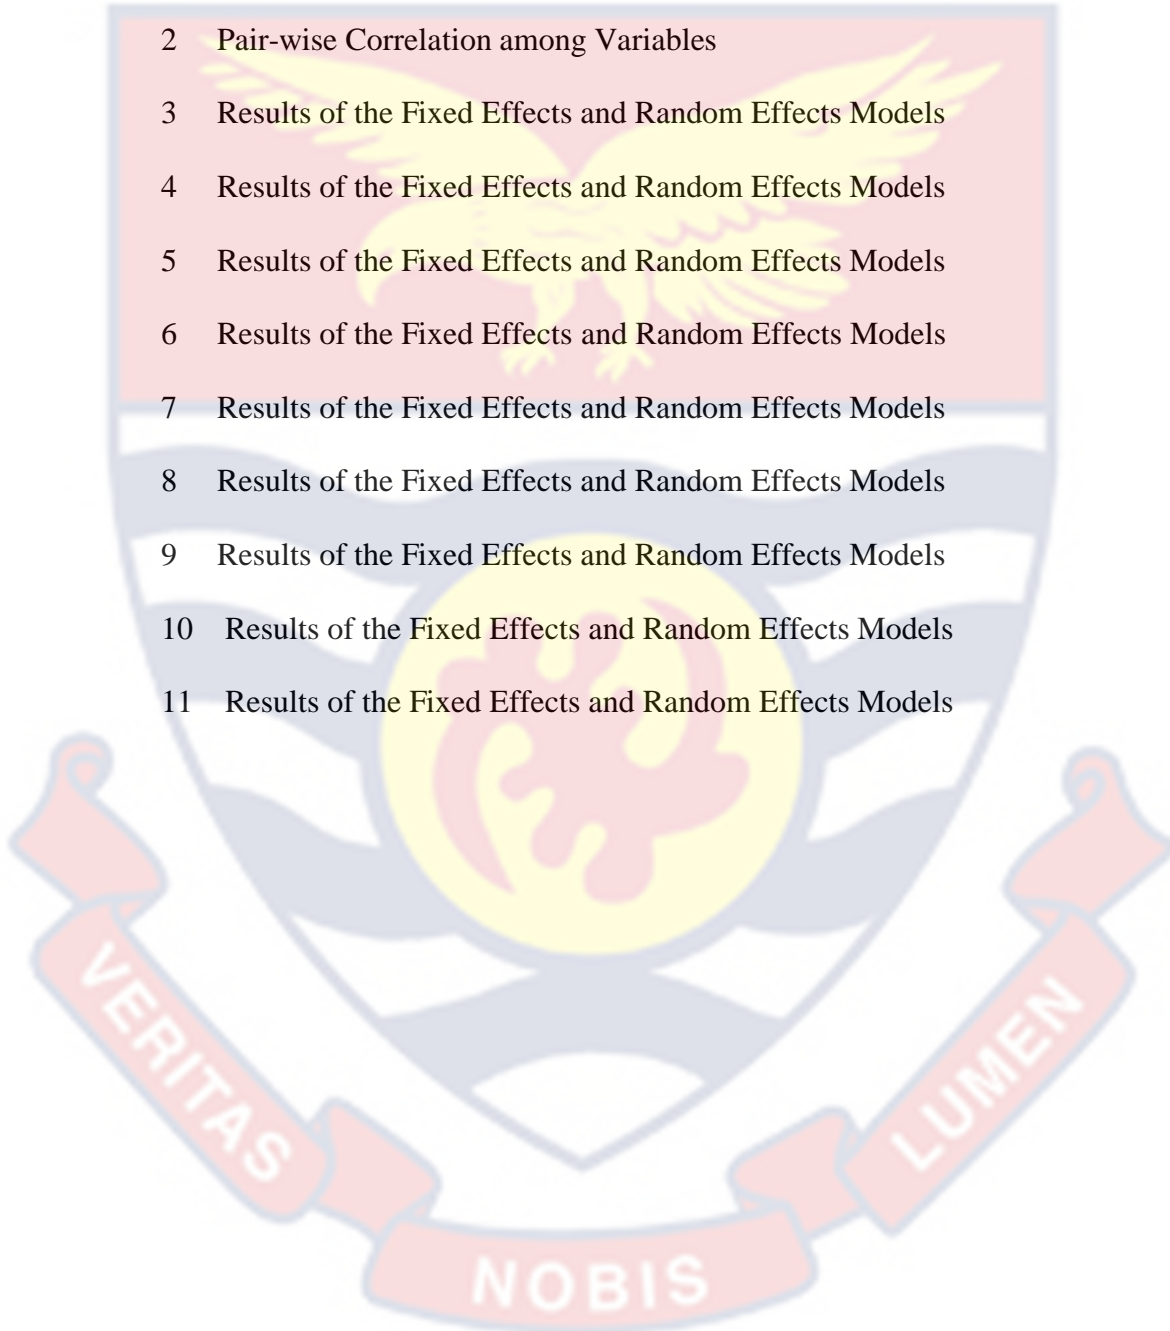 2 Pair-wise Correlation among Variables
3 Results of the Fixed Effects and Random Effects Models
4 Results of the Fixed Effects and Random Effects Models
5 Results of the Fixed Effects and Random Effects Models
6 Results of the Fixed Effects and Random Effects Models
7 Results of the Fixed Effects and Random Effects Models
8 Results of the Fixed Effects and Random Effects Models
9 Results of the Fixed Effects and Random Effects Models
10 Results of the Fixed Effects and Random Effects Models
11 Results of the Fixed Effects and Random Effects Models
VERITAS
NOBIS
LUMEN